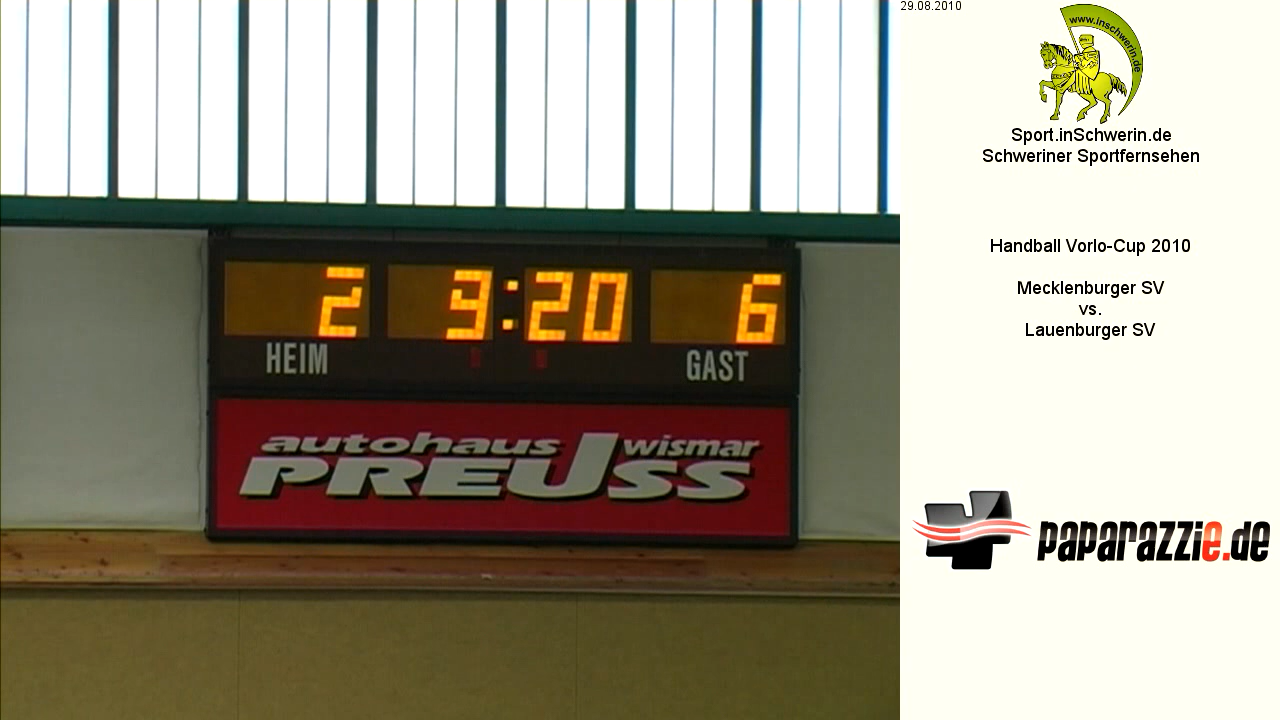 2 9:20 6
HEIM GAST
autohaus wismar
PREUSS
29.08.2010
www.inschwerin.de
Sport.inSchwerin.de
Schweriner Sportfernsehen
Handball Vorlo-Cup 2010
Mecklenburger SV
vs.
Lauenburger SV
paparazzie.de